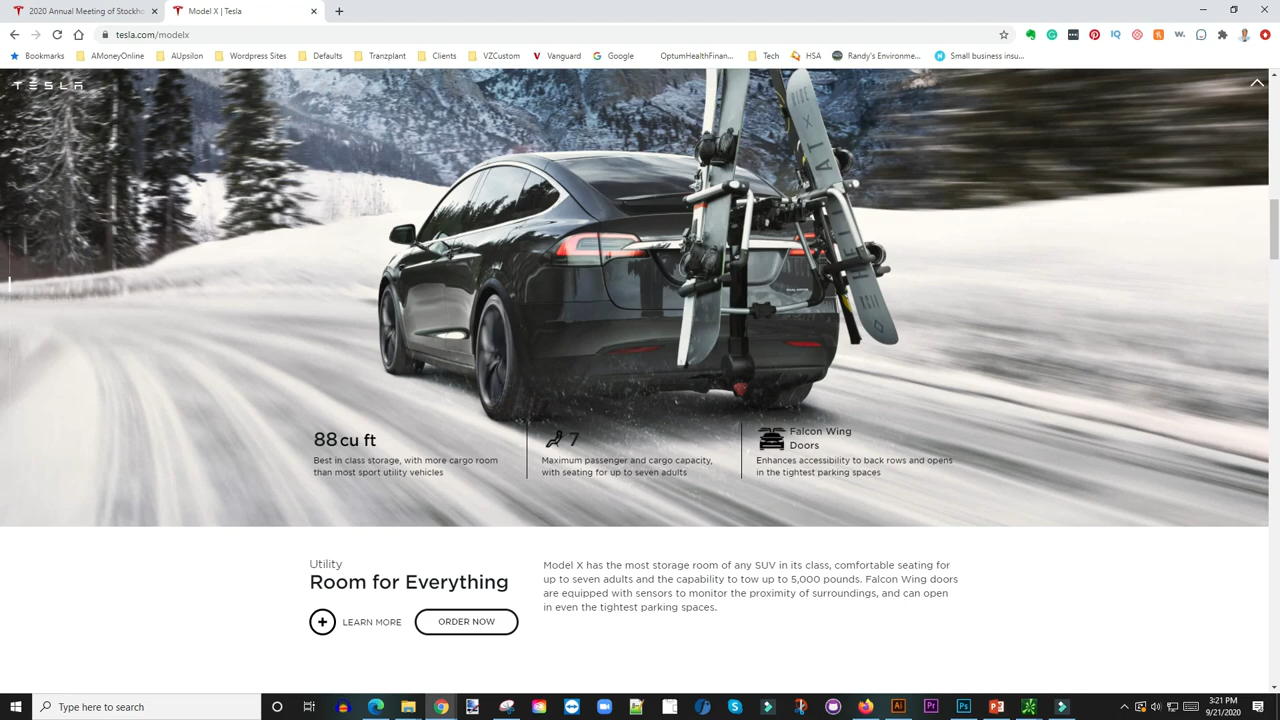 2020 Annual Meeting of Stockho
Model X | Tesla
tesla.com/modelx
Bookmarks
AMoneyOnline
AUpsilon
Wordpress Sites
Defaults
Tranzplant
Clients
VZCustom
Vanguard
Google
OptumHealthFinan...
Tech
HSA
Randy's Environme...
Small business insu...
TESLA
88 cu ft
Best in class storage, with more cargo room
than most sport utility vehicles
7
Maximum passenger and cargo capacity,
with seating for up to seven adults
Falcon Wing
Doors
Enhances accessibility to back rows and opens
in the tightest parking spaces
Utility
Room for Everything
LEARN MORE
ORDER NOW
Model X has the most storage room of any SUV in its class, comfortable seating for
up to seven adults and the capability to tow up to 5,000 pounds. Falcon Wing doors
are equipped with sensors to monitor the proximity of surroundings, and can open
in even the tightest parking spaces.
Type here to search
3:21 PM
9/21/2020